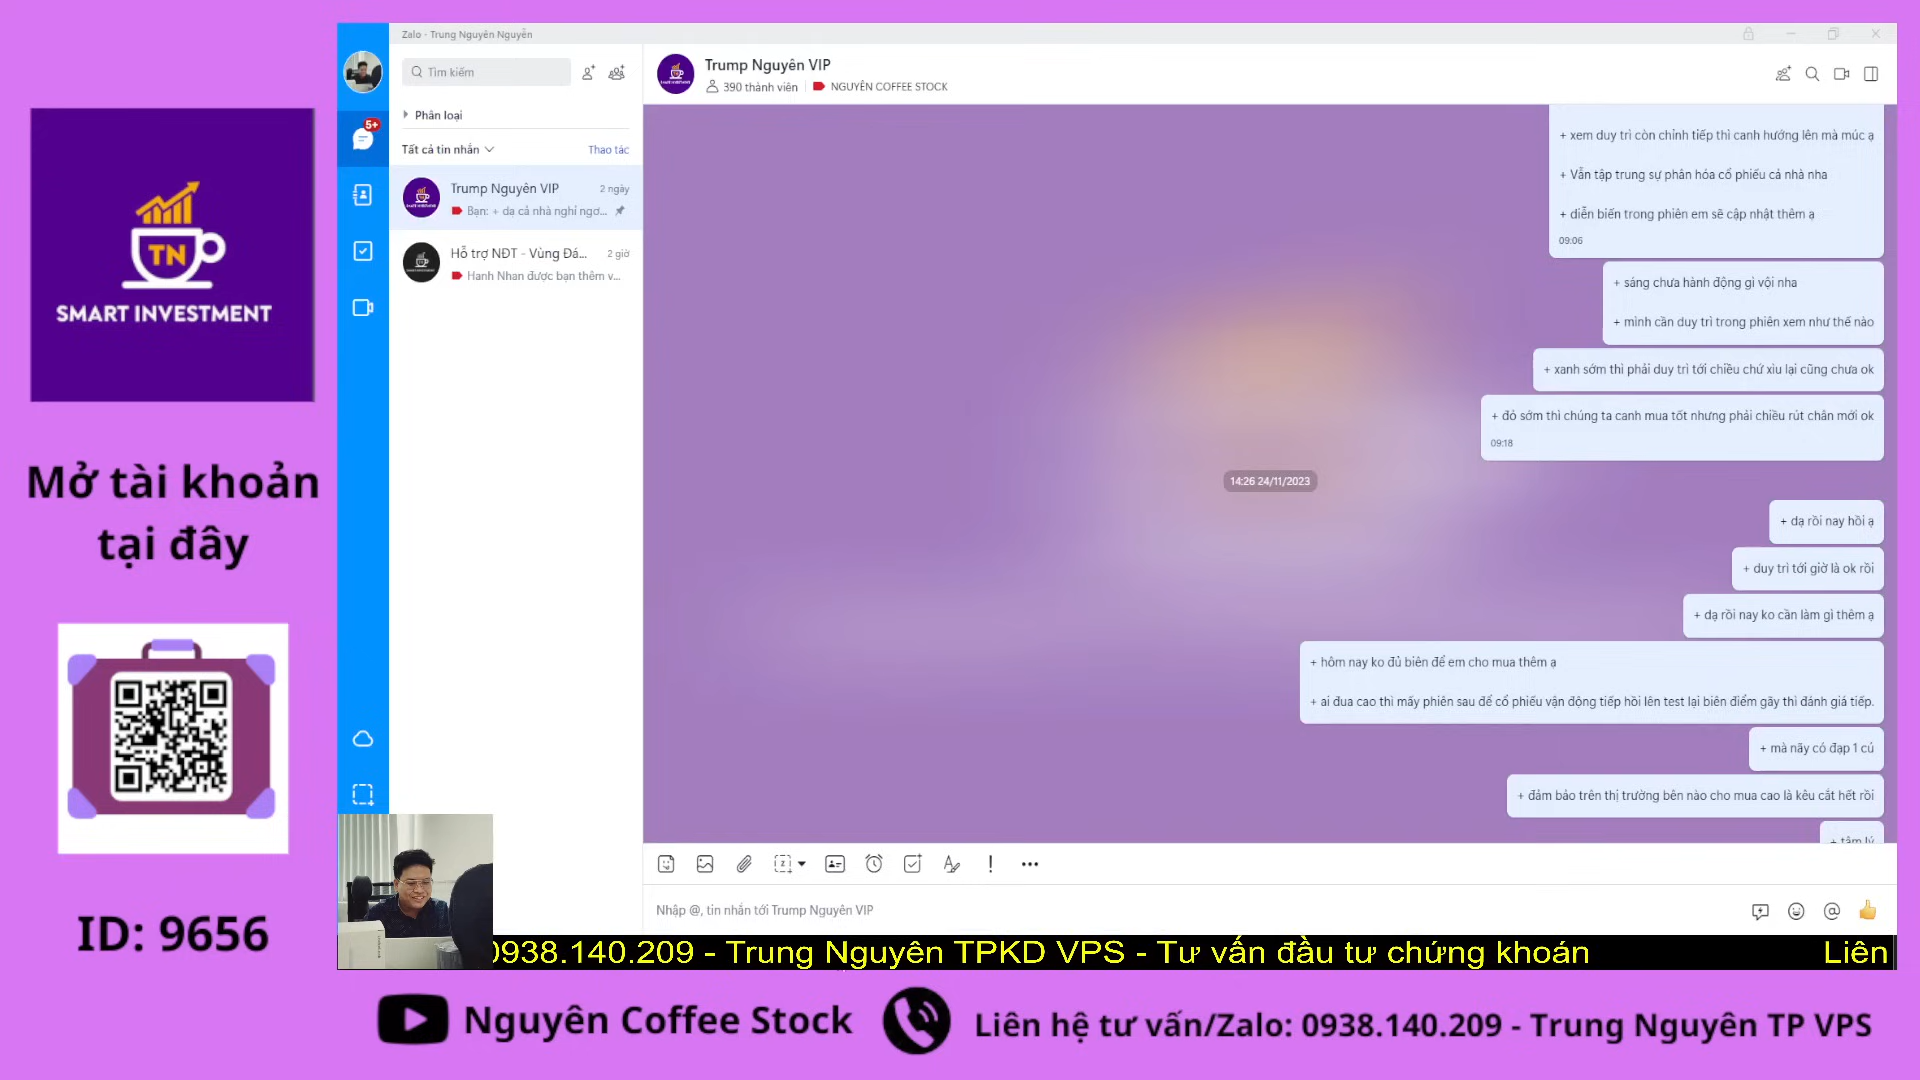 TN
SMART INVESTMENT
Mở tài khoản
tại đây
ID: 9656
Zalo - Trung Nguyên Nguyễn
Tìm kiếm
Phân loại
Tất cả tin nhắn
Thao tác
5+
Trump Nguyên VIP
2 ngày
Bạn: + dạ cả nhà nghỉ ngơ...
Hỗ trợ NĐT - Vùng Đá...
2 giờ
Hanh Nhan được bạn thêm v...
Trump Nguyên VIP
390 thành viên
NGUYÊN COFFEE STOCK
+ xem duy trì còn chỉnh tiếp thì canh hướng lên mà múc ạ
+ Vẫn tập trung sự phân hóa cổ phiếu cả nhà nha
+ diễn biến trong phiên em sẽ cập nhật thêm ạ
09:06
+ sáng chưa hành động gì vội nha
+ mình cần duy trì trong phiên xem như thế nào
+ xanh sớm thì phải duy trì tới chiều chứ xìu lại cũng chưa ok
+ đỏ sớm thì chúng ta canh mua tốt nhưng phải chiều rút chân mới ok
09:18
14:26 24/11/2023
+ dạ rồi nay hồi ạ
+ duy trì tới giờ là ok rồi
+ dạ rồi nay ko cần làm gì thêm ạ
+ hôm nay ko đủ biên để em cho mua thêm ạ
+ ai đua cao thì mấy phiên sau để cổ phiếu vận động tiếp hồi lên test lại biên điểm gãy thì đánh giá tiếp.
+ mà nãy có đạp 1 cú
+ đảm bảo trên thị trường bên nào cho mua cao là kêu cắt hết rồi
+ tâm lý
Nhập @, tin nhắn tới Trump Nguyên VIP
0938.140.209 - Trung Nguyên TPKD VPS - Tư vấn đầu tư chứng khoán
Liên
Nguyên Coffee Stock
Liên hệ tư vấn/Zalo: 0938.140.209 - Trung Nguyên TP VPS